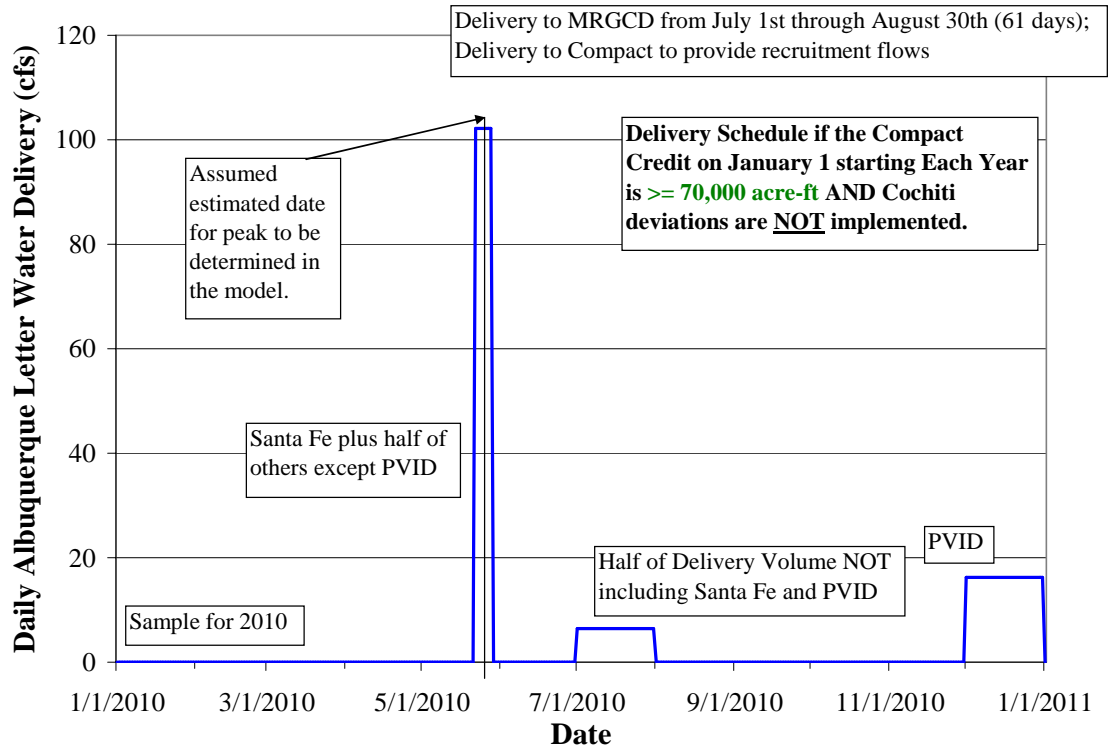 Delivery to MRGCD from July 1st through August 30th (61 days);
Delivery to Compact to provide recruitment flows
Daily Albuquerque Letter Water Delivery (cfs)
120
100
80
60
40
20
0
Delivery Schedule if the Compact
Credit on January 1 starting Each Year
is >= 70,000 acre-ft AND Cochiti
deviations are NOT implemented.
Assumed
estimated date
for peak to be
determined in
the model.
Santa Fe plus half of
others except PVID
PVID
Half of Delivery Volume NOT
including Santa Fe and PVID
Sample for 2010
1/1/2010
3/1/2010
5/1/2010
7/1/2010
9/1/2010
11/1/2010
1/1/2011
Date